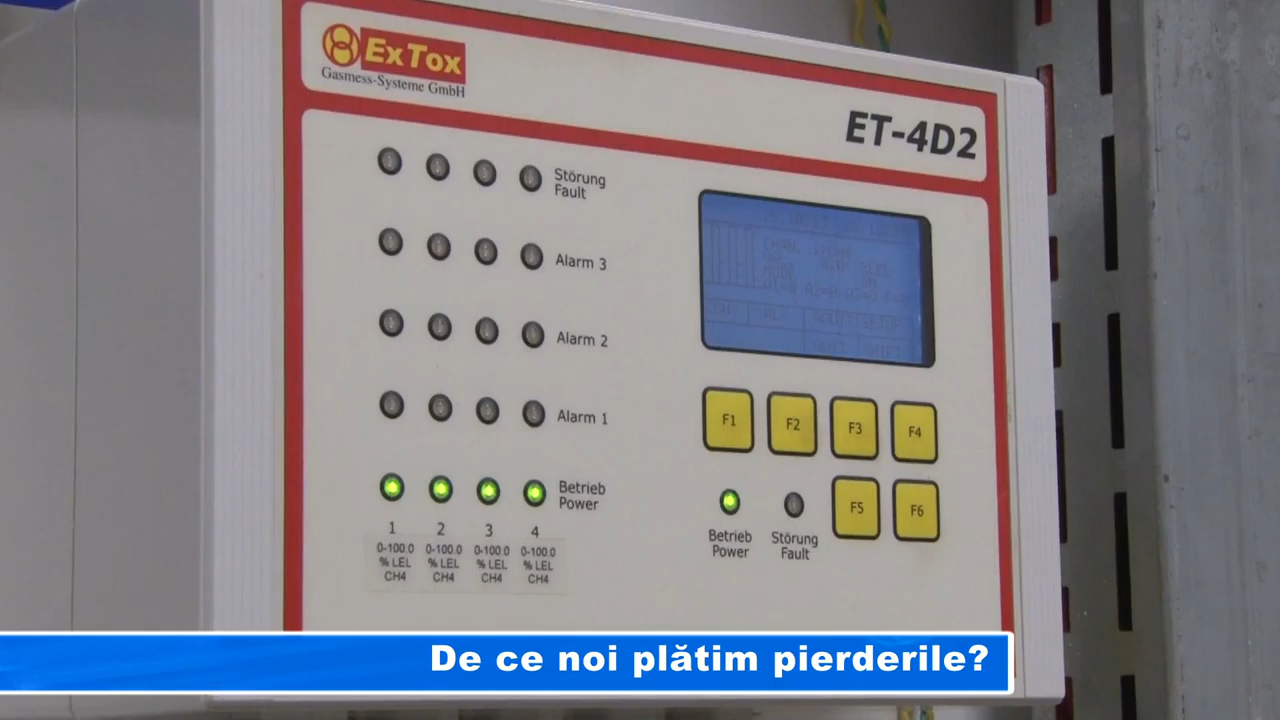 ExTox
Gasmess-Systeme GmbH
ET-4D2
Störung
Fault
Alarm 3
Alarm 2
Alarm 1
Betrieb
Power
1 2 3 4
0-100.0 0-100.0 0-100.0 0-100.0
% LEL % LEL % LEL % LEL
CH4 CH4 CH4 CH4
F1 F2 F3 F4
F5 F6
Betrieb
Power
Störung
Fault
De ce noi plătim pierderile?